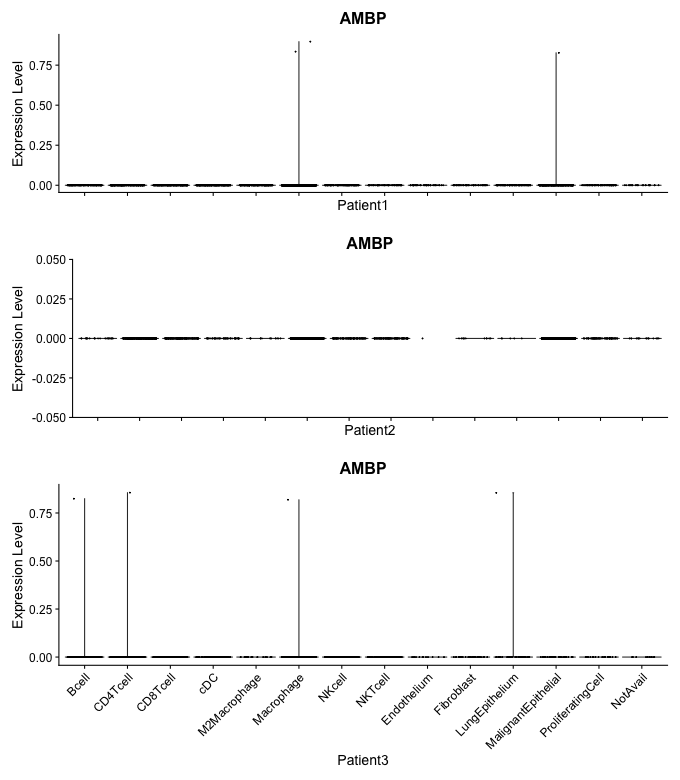 AMBP
Expression Level
0.75
0.50
0.25
0.00
Patient1
AMBP
Expression Level
0.050
0.025
0.000
-0.025
-0.050
Patient2
AMBP
Expression Level
0.75
0.50
0.25
0.00
Bcell
CD4Tcell
CD8Tcell
cDC
M2Macrophage
Macrophage
NKcell
NKTcell
Endothelium
Fibroblast
LungEpithelium
MalignantEpithelial
ProliferatingCell
NotAvail
Patient3